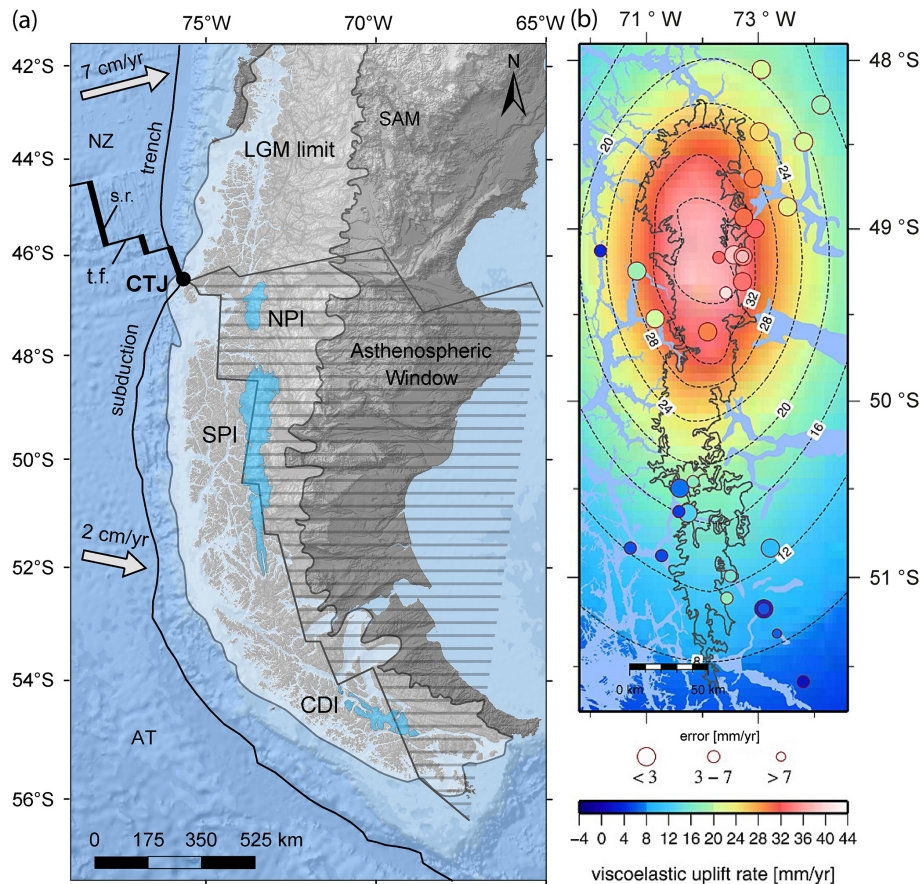 (a)
75°W
70°W
65°W
(b)
71 ° W
73 ° W
42°S
44°S
46°S
48°S
50°S
52°S
54°S
56°S
7 cm/yr
NZ
trench
SAM
N
LGM limit
s.r.
t.f.
CTJ
NPI
subduction
Asthenospheric
Window
SPI
2 cm/yr
CDI
AT
0 175 350 525 km
48° S
49° S
50° S
51° S
20
24
32
28
28
24
20
16
12
8
0 km 50 km
error [mm/yr]
< 3 3 – 7 > 7
−4 0 4 8 12 16 20 24 28 32 36 40 44
viscoelastic uplift rate [mm/yr]